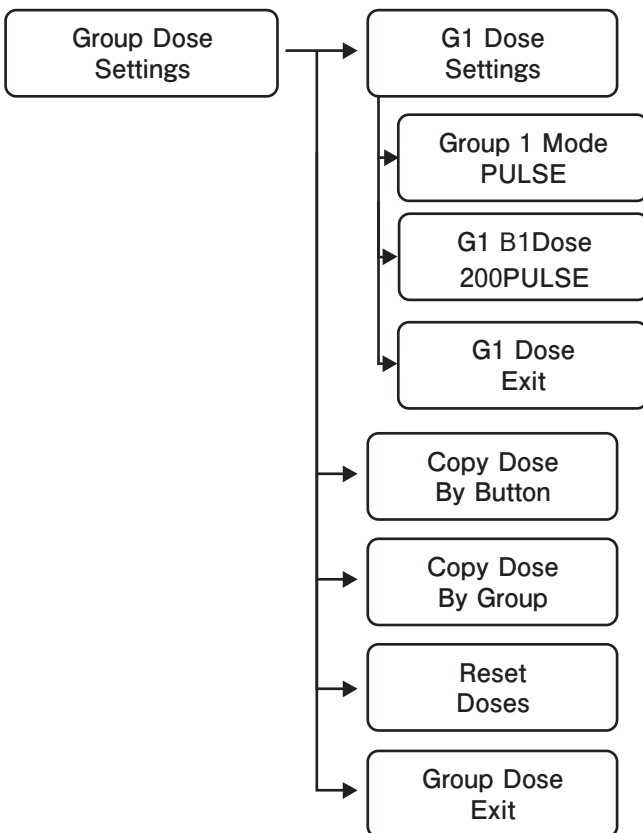 Group Dose
Settings
G1 Dose
Settings
Group 1 Mode
PULSE
G1 B1Dose
200PULSE
G1 Dose
Exit
Copy Dose
By Button
Copy Dose
By Group
Reset
Doses
Group Dose
Exit